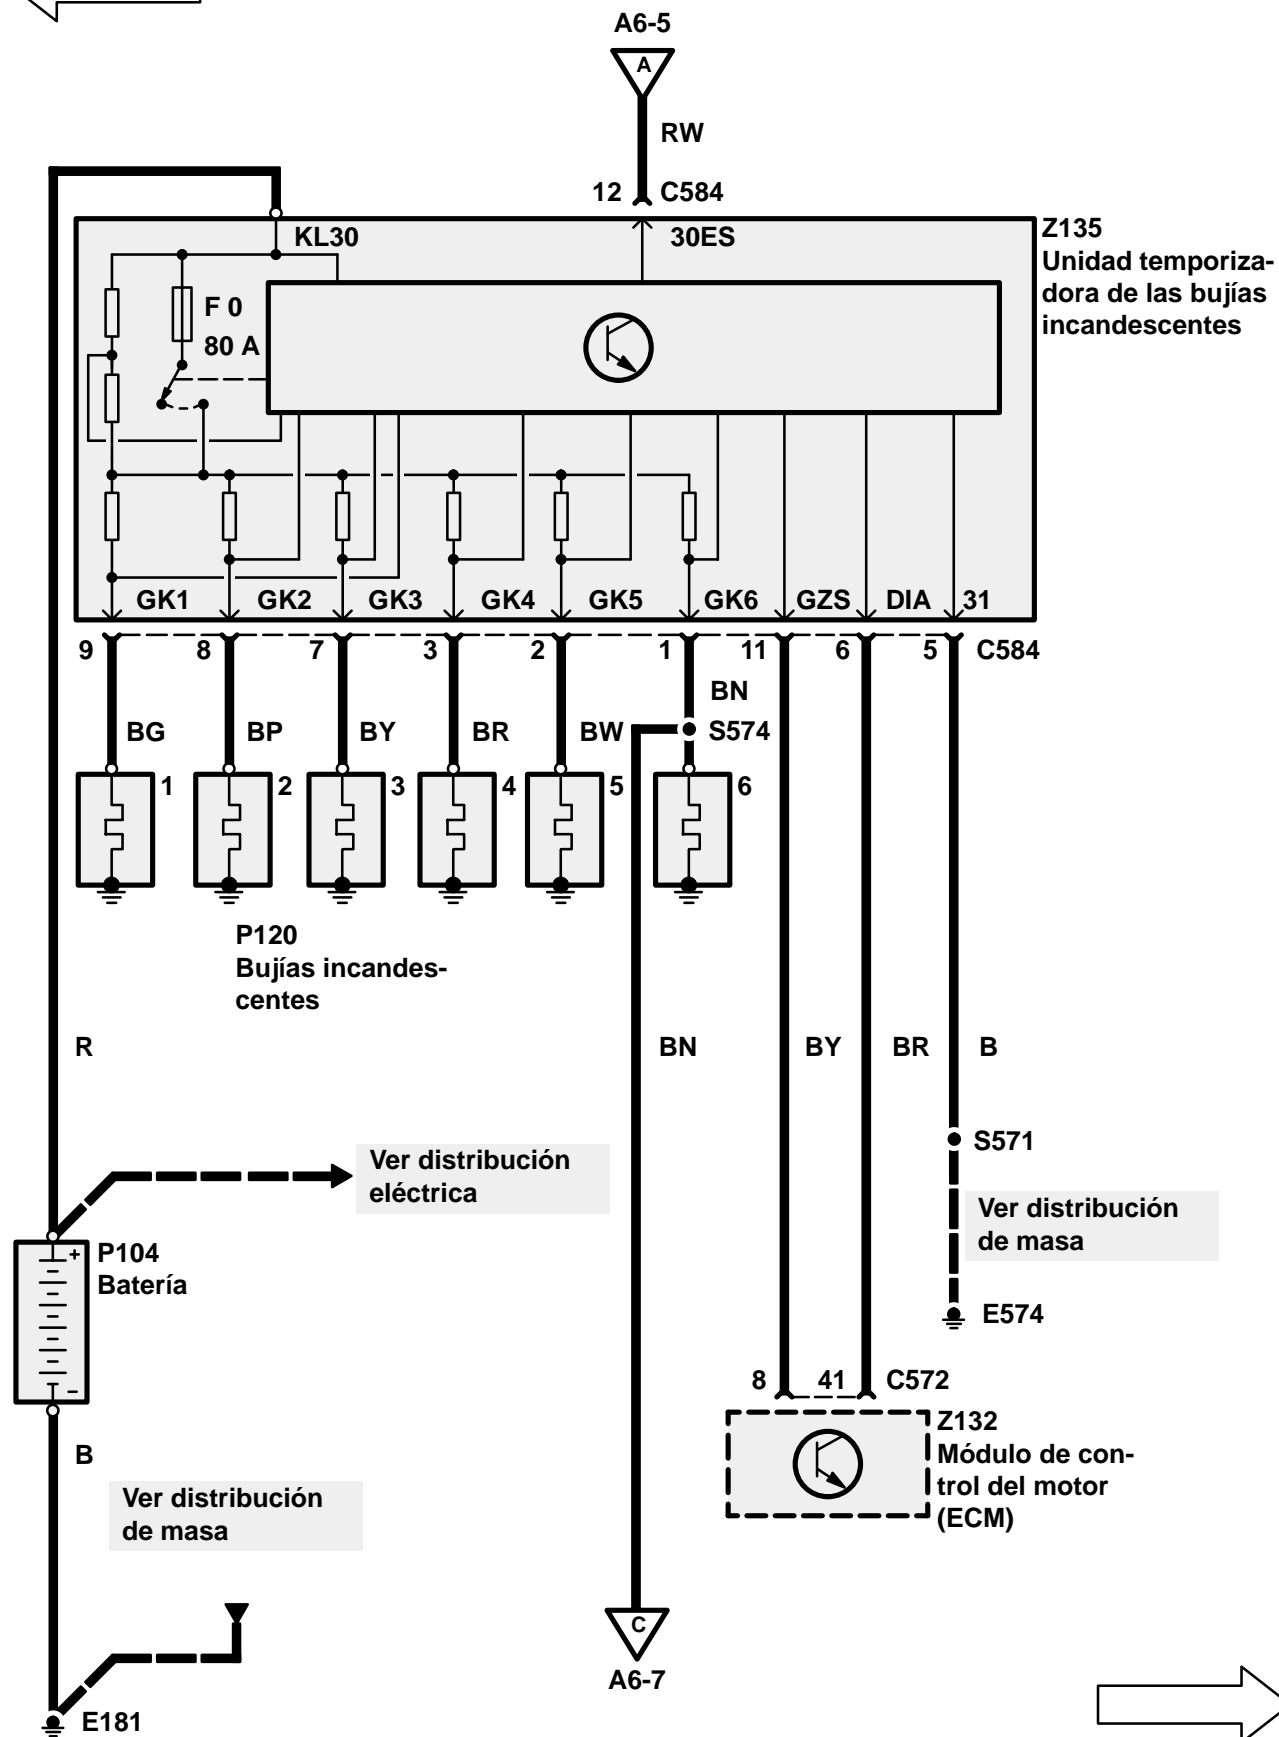 A6-5
A
RW
12 C584
KL30 30ES
Z135
Unidad temporiza-
dora de las bujías
incandescentes
F 0
80 A
GK1 GK2 GK3 GK4 GK5 GK6 GZS DIA 31
9 8 7 3 2 1 11 6 5 C584
BN
BG BP BY BR BW S574
1 2 3 4 5 6
P120
Bujías incandes-
centes
R BN BY BR B
S571
Ver distribución
eléctrica
Ver distribución
de masa
+ P104
Batería
-
E574
8 41 C572
Z132
Módulo de con-
trol del motor
(ECM)
B
Ver distribución
de masa
C
A6-7
E181